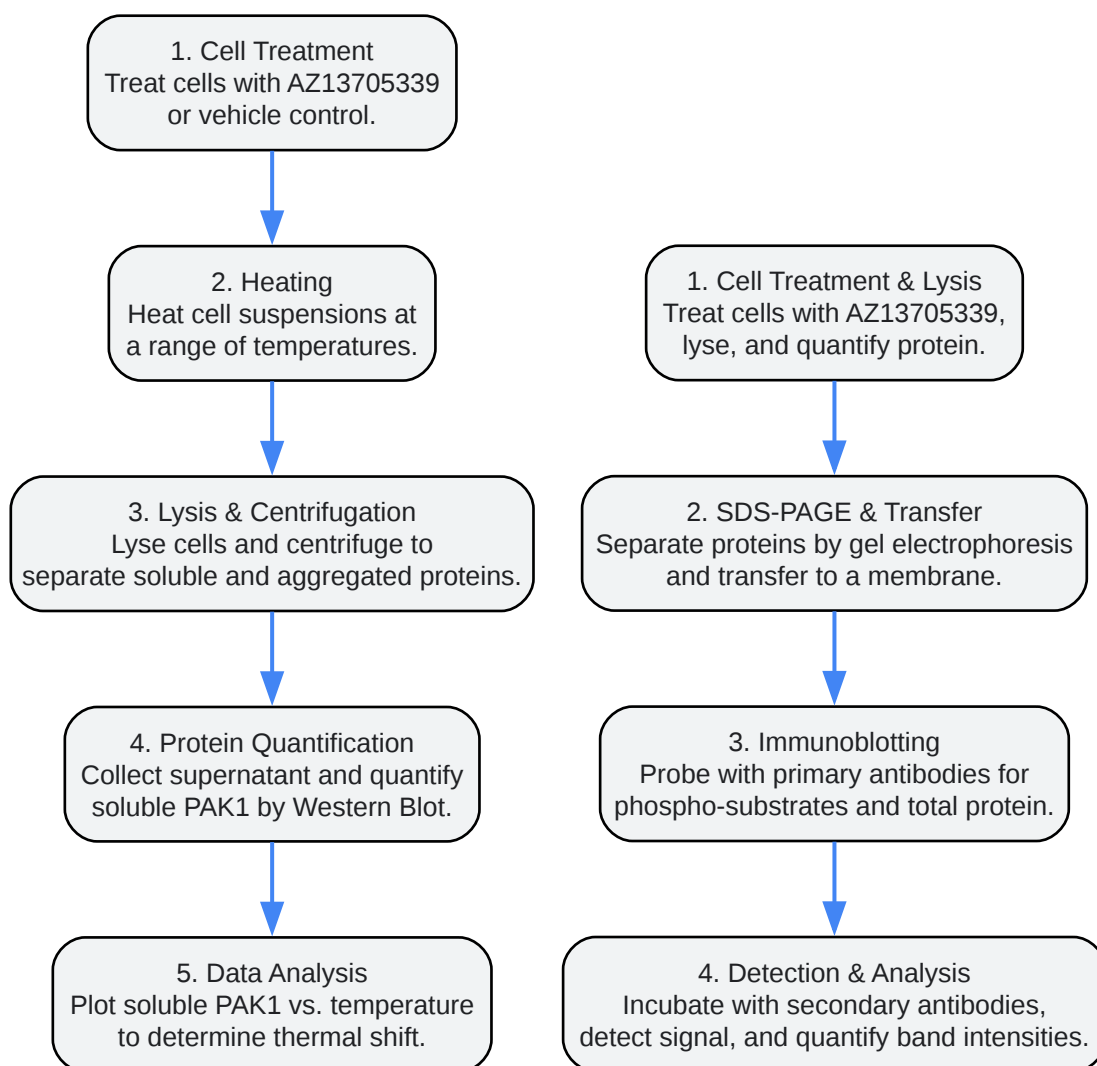 1. Cell Treatment
Treat cells with AZ13705339
or vehicle control.
2. Heating
Heat cell suspensions at
a range of temperatures.
3. Lysis & Centrifugation
Lyse cells and centrifuge to
separate soluble and aggregated proteins.
4. Protein Quantification
Collect supernatant and quantify
soluble PAK1 by Western Blot.
5. Data Analysis
Plot soluble PAK1 vs. temperature
to determine thermal shift.
1. Cell Treatment & Lysis
Treat cells with AZ13705339,
lyse, and quantify protein.
2. SDS-PAGE & Transfer
Separate proteins by gel electrophoresis
and transfer to a membrane.
3. Immunoblotting
Probe with primary antibodies for
phospho-substrates and total protein.
4. Detection & Analysis
Incubate with secondary antibodies,
detect signal, and quantify band intensities.